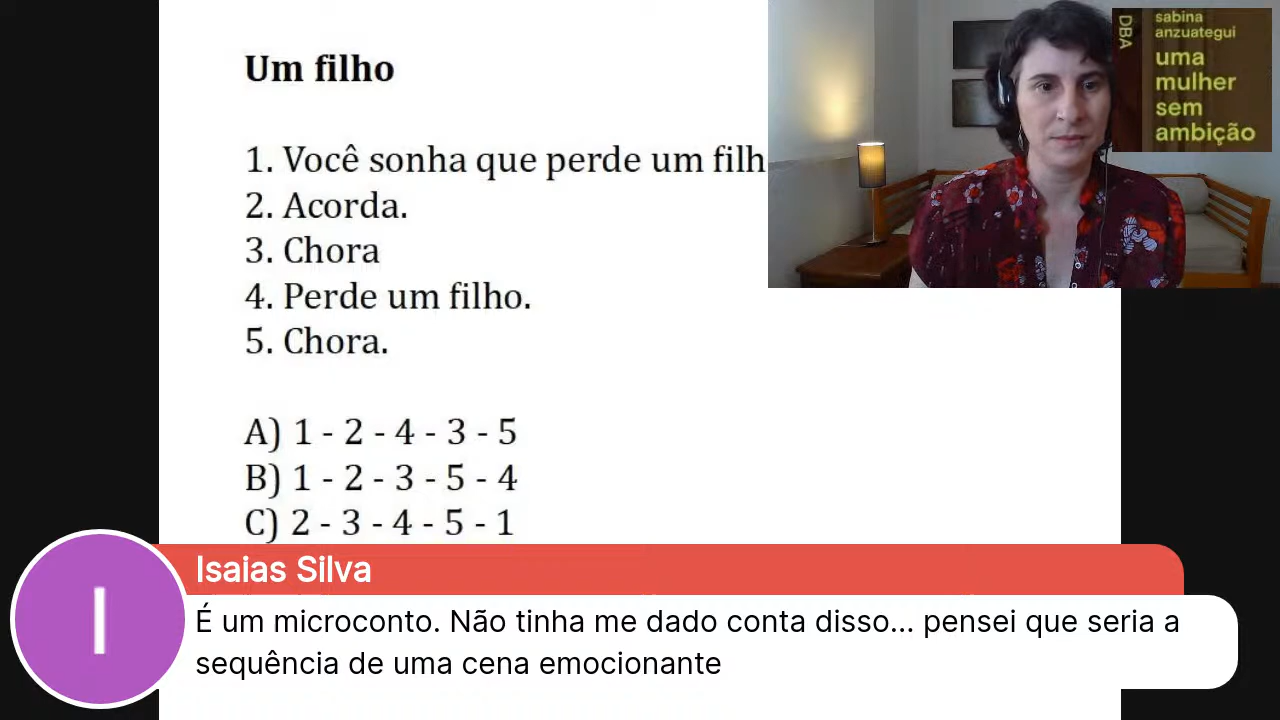 Um filho
1. Você sonha que perde um filh
2. Acorda.
3. Chora
4. Perde um filho.
5. Chora.
A) 1 - 2 - 4 - 3 - 5
B) 1 - 2 - 3 - 5 - 4
C) 2 - 3 - 4 - 5 - 1
DBA
sabina
anzuategui
uma
mulher
sem
ambição
I
Isaias Silva
É um microconto. Não tinha me dado conta disso... pensei que seria a
sequência de uma cena emocionante